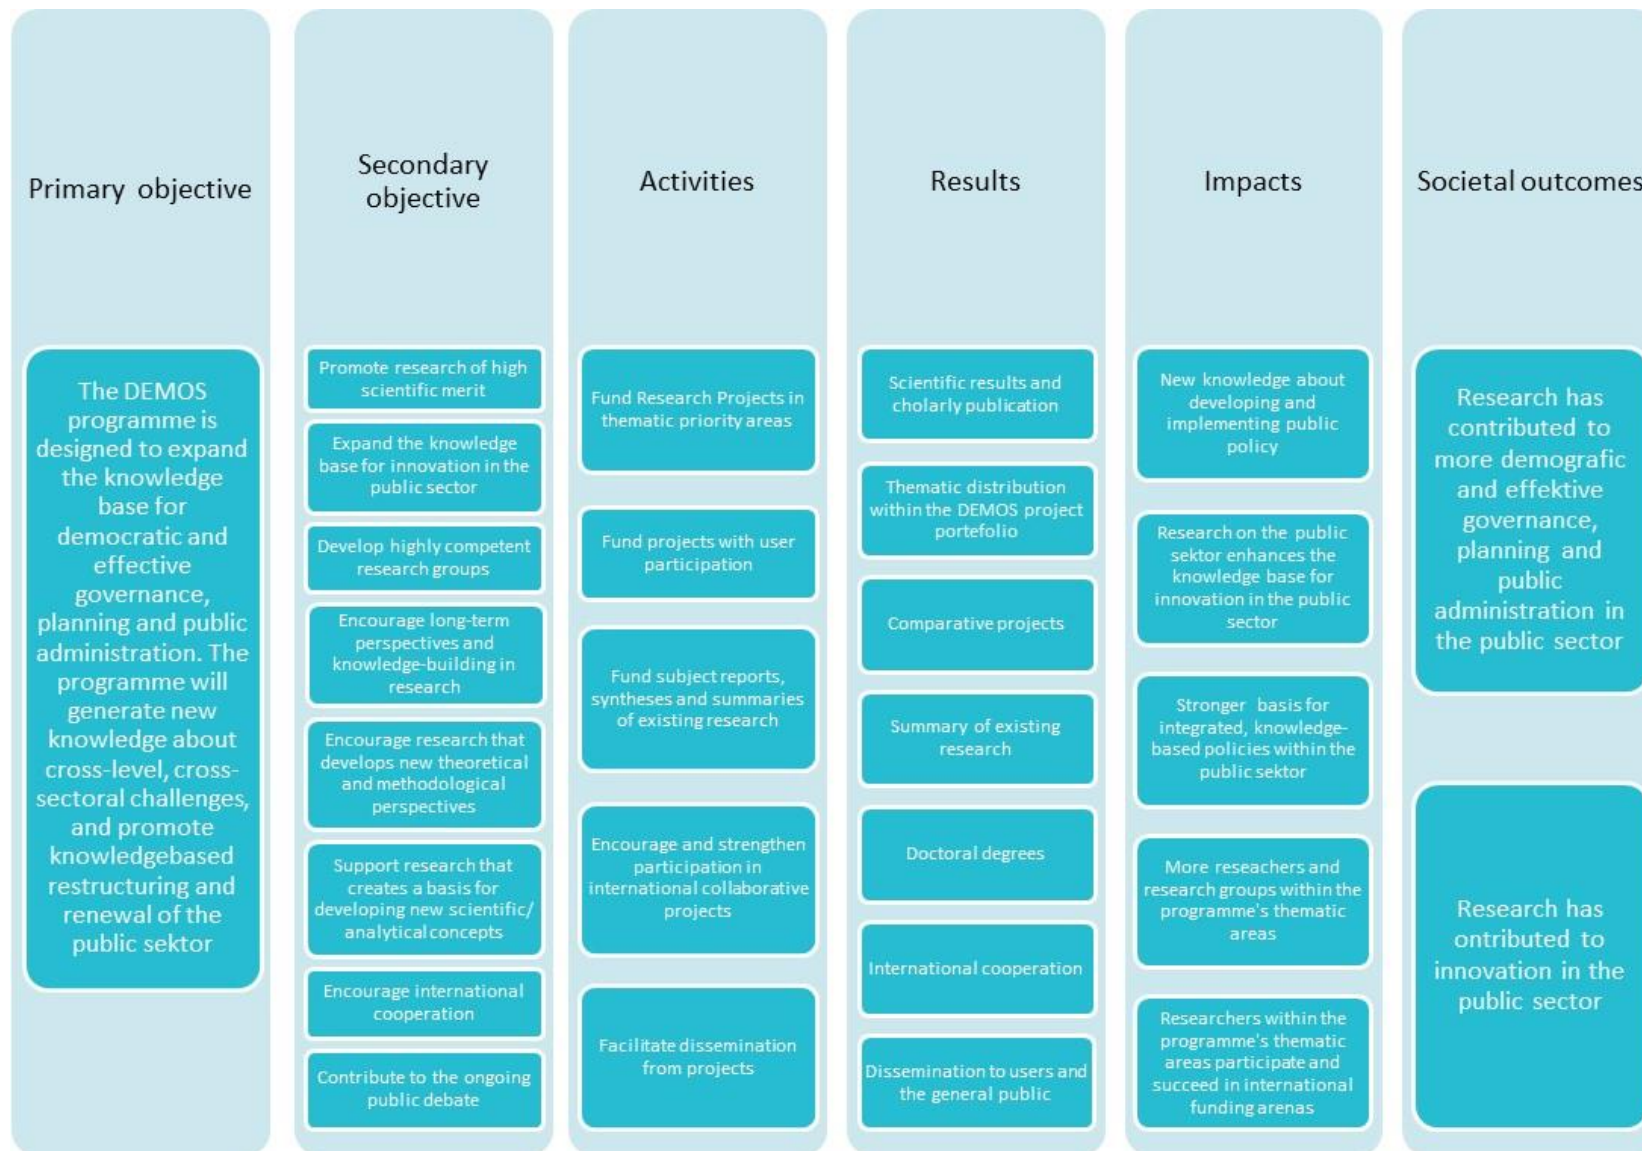 Primary objective
The DEMOS
programme is
designed to expand
the knowledge
base for
democratic and
effective
governance,
planning and public
administration. The
programme will
generate new
knowledge about
cross-level, cross-
sectoral challenges,
and promote
knowledgebased
restructuring and
renewal of the
public sektor
Secondary
objective
Promote research of high
scientific merit
Expand the knowledge
base for innovation in the
public sector
Develop highly competent
research groups
Encourage long-term
perspectives and
knowledge-building in
research
Encourage research that
develops new theoretical
and methodological
perspectives
Support research that
creates a basis for
developing new scientific/
analytical concepts
Encourage international
cooperation
Contribute to the ongoing
public debate
Activities
Fund Research Projects in
thematic priority areas
Fund projects with user
participation
Fund subject reports,
syntheses and summaries
of existing research
Encourage and strengthen
participation in
international collaborative
projects
Facilitate dissemination
from projects
Results
Scientific results and
cholarly publication
Thematic distribution
within the DEMOS project
portefolio
Comparative projects
Summary of existing
research
Doctoral degrees
International cooperation
Dissemination to users and
the general public
Impacts
New knowledge about
developing and
implementing public
policy
Research on the public
sektor enhances the
knowledge base for
innovation in the public
sector
Stronger basis for
integrated, knowledge-
based policies within the
public sektor
More reseachers and
research groups within the
programme's thematic
areas
Researchers within the
programme's thematic
areas participate and
succeed in international
funding arenas
Societal outcomes
Research has
contributed to
more demografic
and effektive
governance,
planning and
public
administration in
the public sector
Research has
ontributed to
innovation in the
public sector